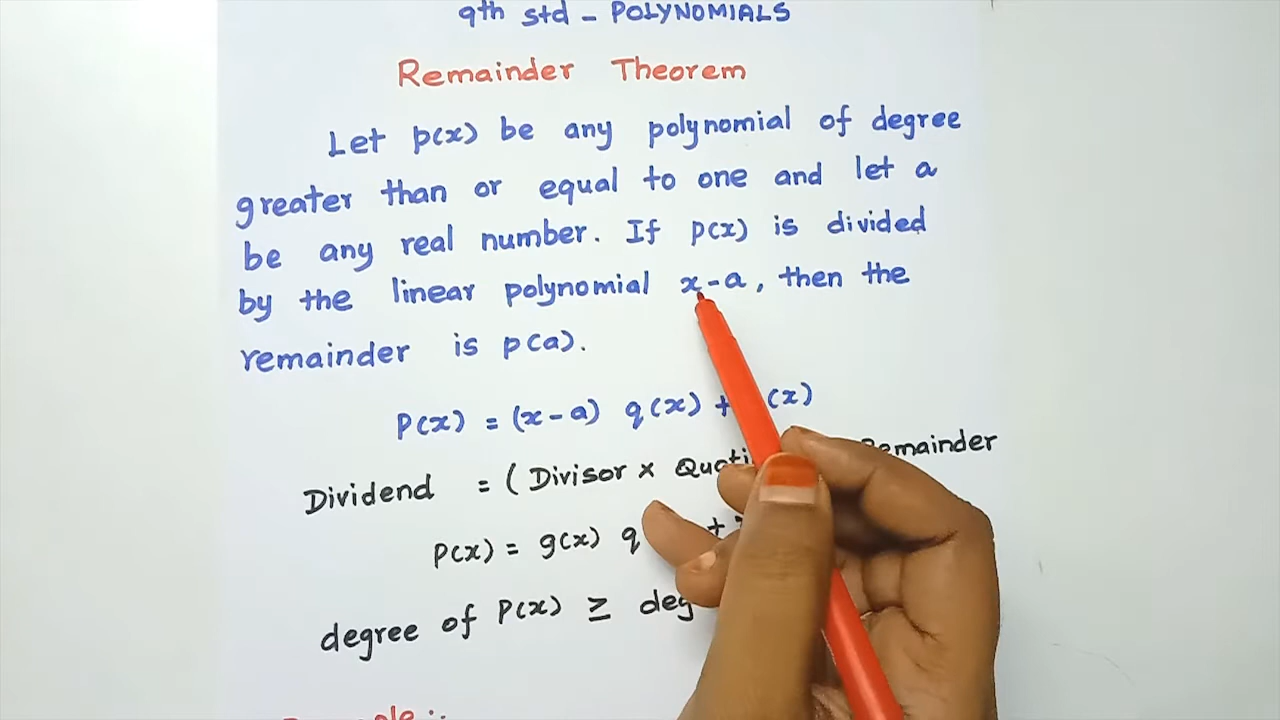 9th std - POLYNOMIALS
Remainder Theorem
Let p(x) be any polynomial of degree
greater than or equal to one and let a
be any real number. If p(x) is divided
by the linear polynomial x-a, then the
remainder is p(a).
P(x) = (x-a) q(x) + (x)
Dividend = ( Divisor × Remainder
P(x) = g(x) q +
degree of P(x) ≥